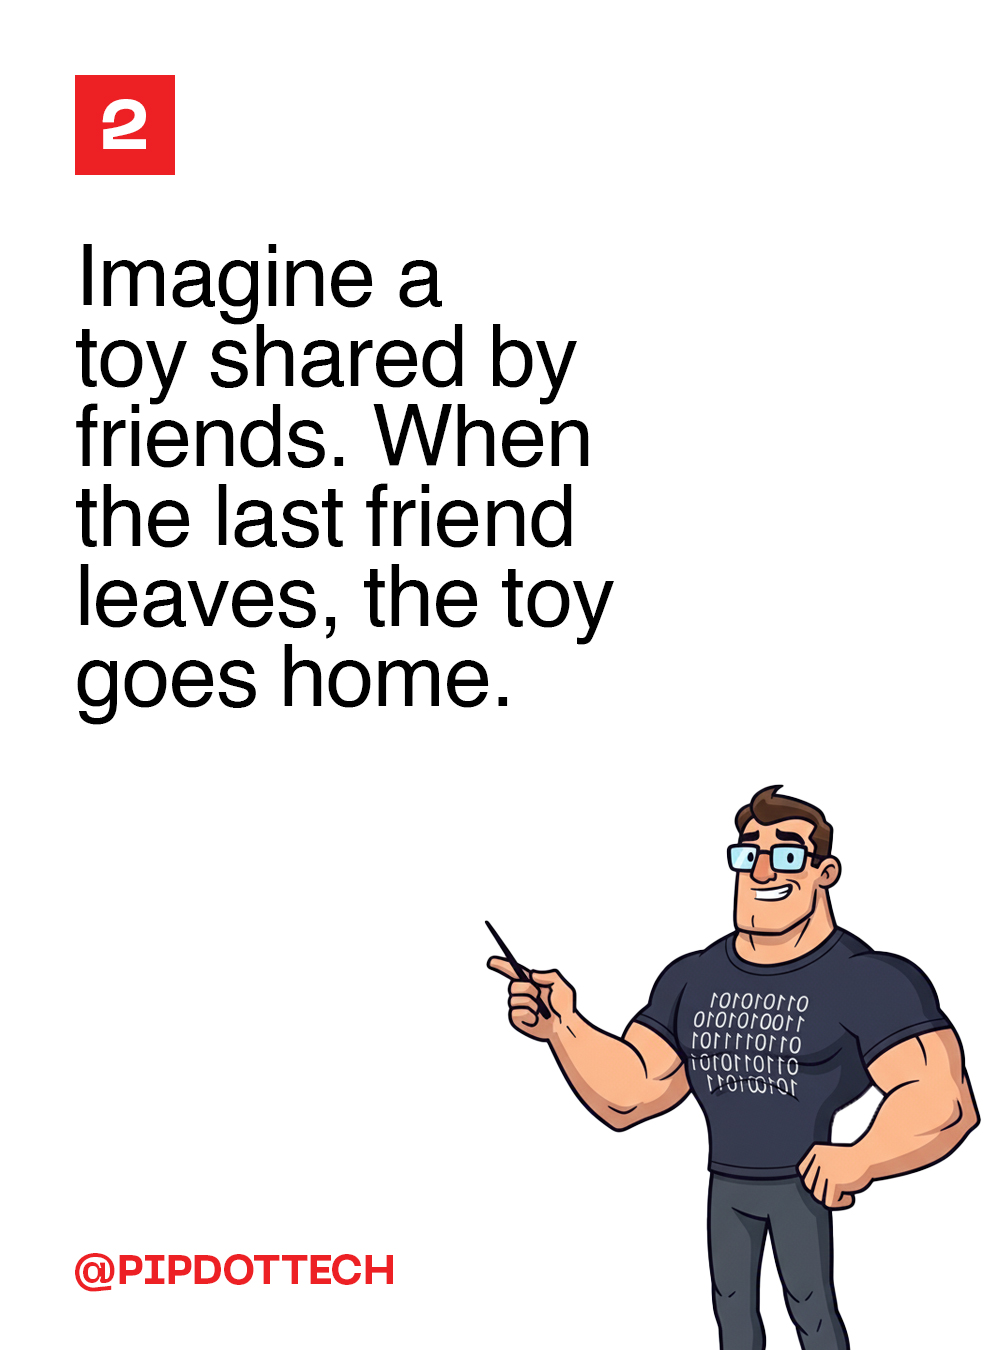 2
Imagine a
toy shared by
friends. When
the last friend
leaves, the toy
goes home.
@PIPDOTTECH